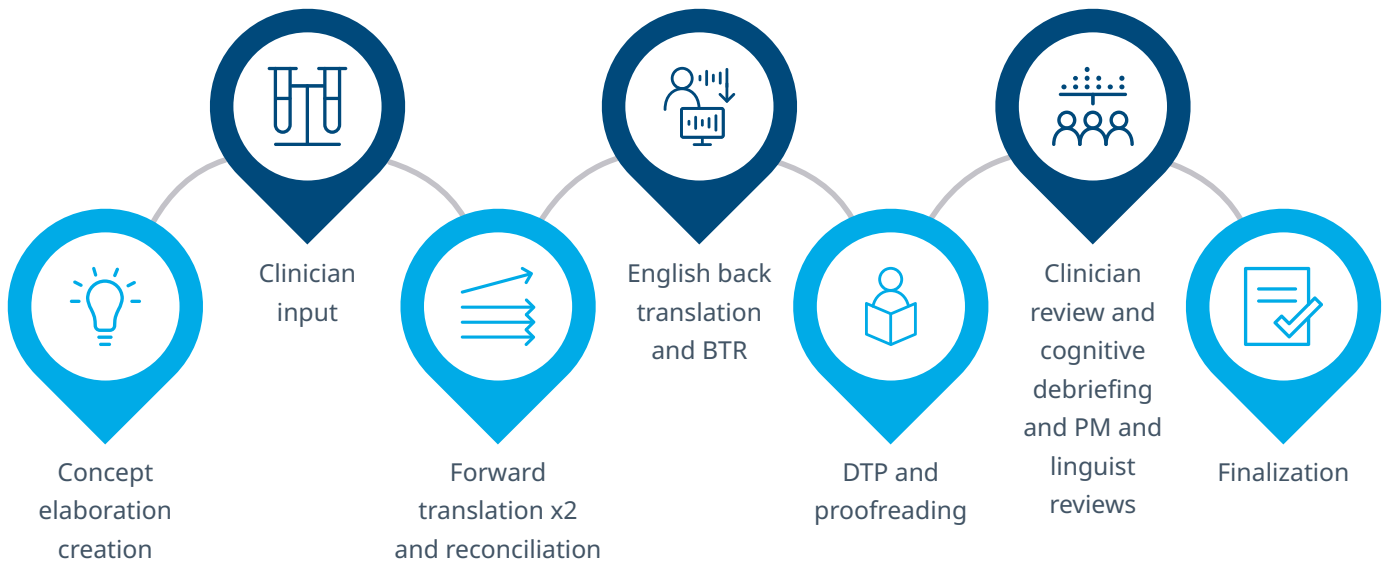 Concept
elaboration
creation
Clinician
input
Forward
translation x2
and reconciliation
English back
translation
and BTR
DTP and
proofreading
Clinician
review and
cognitive
debriefing
and PM and
linguist
reviews
Finalization